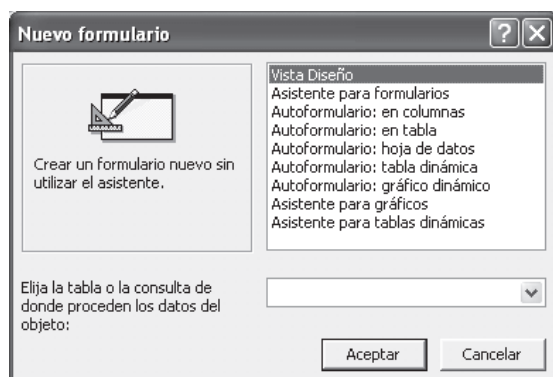 Nuevo formulario
Crear un formulario nuevo sin
utilizar el asistente.
Vista Diseño
Asistente para formularios
Autoformulario: en columnas
Autoformulario: en tabla
Autoformulario: hoja de datos
Autoformulario: tabla dinámica
Autoformulario: gráfico dinámico
Asistente para gráficos
Asistente para tablas dinámicas
Elija la tabla o la consulta de
donde proceden los datos del
objeto:
Aceptar
Cancelar